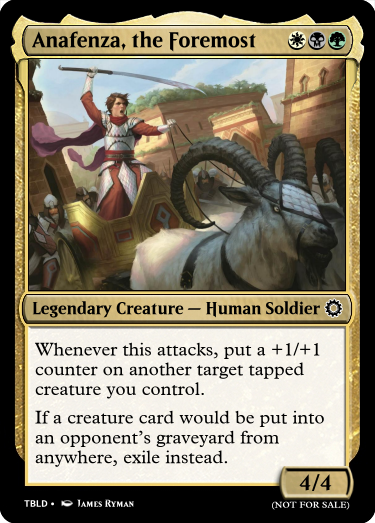 Anafenza, the Foremost
Legendary Creature — Human Soldier
Whenever this attacks, put a +1/+1
counter on another target tapped
creature you control.
If a creature card would be put into
an opponent's graveyard from
anywhere, exile instead.
4/4
TBLD • James Ryman
(NOT FOR SALE)